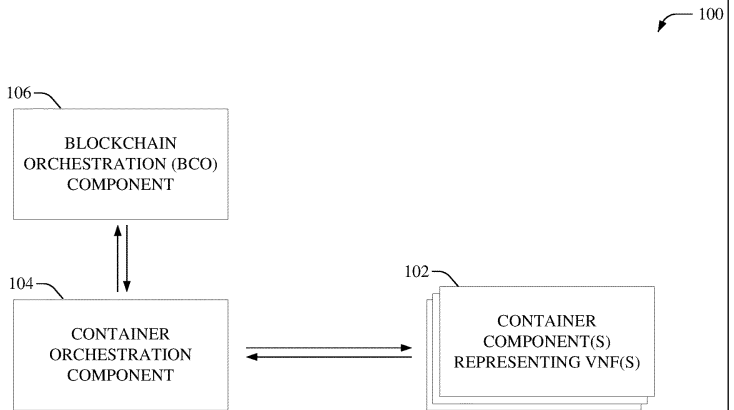 100
106
BLOCKCHAIN
ORCHESTRATION (BCO)
COMPONENT
104
CONTAINER
ORCHESTRATION
COMPONENT
102
CONTAINER
COMPONENT(S)
REPRESENTING VNF(S)